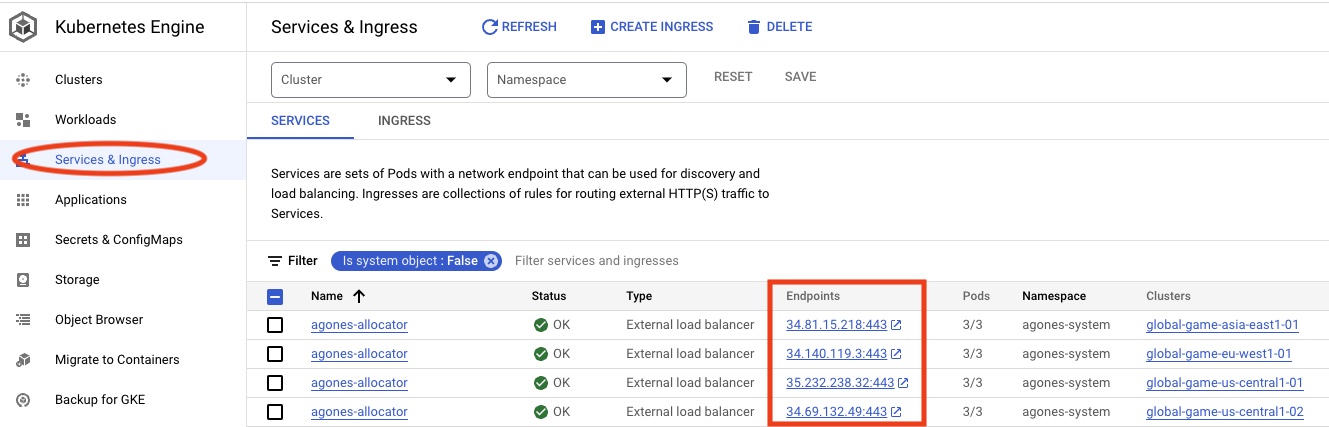 Kubernetes Engine
Services & Ingress
REFRESH
CREATE INGRESS
DELETE
Clusters
Workloads
Services & Ingress
Applications
Secrets & ConfigMaps
Storage
Object Browser
Migrate to Containers
Backup for GKE
Cluster
Namespace
RESET
SAVE
SERVICES
INGRESS
Services are sets of Pods with a network endpoint that can be used for discovery and
load balancing. Ingresses are collections of rules for routing external HTTP(S) traffic to
Services.
Filter
Is system object : False
Filter services and ingresses
Name Status Type Endpoints Pods Namespace Clusters
agones-allocator OK External load balancer 34.81.15.218:443 3/3 agones-system global-game-asia-east1-01
agones-allocator OK External load balancer 34.140.119.3:443 3/3 agones-system global-game-eu-west1-01
agones-allocator OK External load balancer 35.232.238.32:443 3/3 agones-system global-game-us-central1-01
agones-allocator OK External load balancer 34.69.132.49:443 3/3 agones-system global-game-us-central1-02